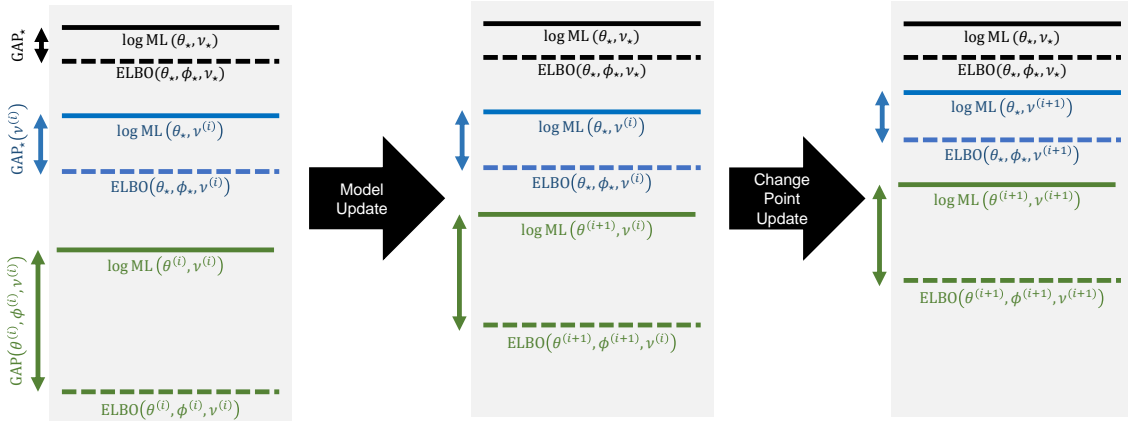 GAP⋆
log ML(θ⋆, ν⋆)
ELBO(θ⋆, ϕ⋆, ν⋆)
GAP⋆(ν⁽ⁱ⁾)
log ML(θ⋆, ν⁽ⁱ⁾)
ELBO(θ⋆, ϕ⋆, ν⁽ⁱ⁾)
GAP(θ⁽ⁱ⁾, ϕ⁽ⁱ⁾, ν⁽ⁱ⁾)
log ML(θ⁽ⁱ⁾, ν⁽ⁱ⁾)
ELBO(θ⁽ⁱ⁾, ϕ⁽ⁱ⁾, ν⁽ⁱ⁾)
Model
Update
log ML(θ⋆, ν⋆)
ELBO(θ⋆, ϕ⋆, ν⋆)
log ML(θ⋆, ν⁽ⁱ⁾)
ELBO(θ⋆, ϕ⋆, ν⁽ⁱ⁾)
log ML(θ⁽ⁱ⁺¹⁾, ν⁽ⁱ⁾)
ELBO(θ⁽ⁱ⁺¹⁾, ϕ⁽ⁱ⁺¹⁾, ν⁽ⁱ⁾)
Change
Point
Update
log ML(θ⋆, ν⋆)
ELBO(θ⋆, ϕ⋆, ν⋆)
log ML(θ⋆, ν⁽ⁱ⁺¹⁾)
ELBO(θ⋆, ϕ⋆, ν⁽ⁱ⁺¹⁾)
log ML(θ⁽ⁱ⁺¹⁾, ν⁽ⁱ⁺¹⁾)
ELBO(θ⁽ⁱ⁺¹⁾, ϕ⁽ⁱ⁺¹⁾, ν⁽ⁱ⁺¹⁾)